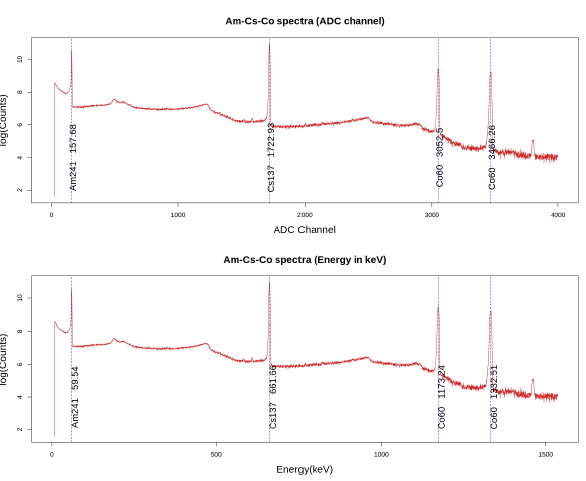 Am-Cs-Co spectra (ADC channel)
log(Counts)
10
8
6
4
2
Am241 157.68
Cs137 1722.93
Co60 3052.5
Co60 3466.26
0
1000
2000
3000
4000
ADC Channel
Am-Cs-Co spectra (Energy in keV)
log(Counts)
10
8
6
4
2
Am241 59.54
Cs137 661.66
Co60 1173.24
Co60 1332.51
0
500
1000
1500
Energy(keV)